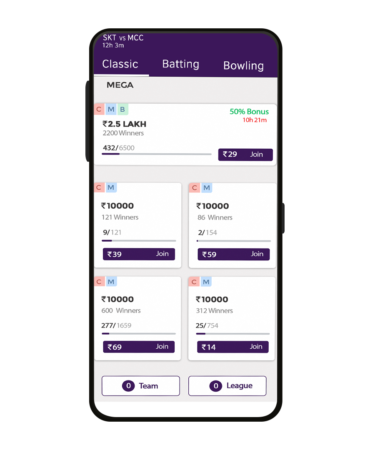 SKT vs MCC
12h 3m
Classic Batting Bowling
MEGA
C M B 50% Bonus
₹2.5 LAKH 10h 21m
2200 Winners
432/6500 ₹29 Join
C M
₹10000
121 Winners
9/121
₹39 Join
C M
₹10000
86 Winners
2/154
₹59 Join
C M
₹10000
600 Winners
277/1659
₹69 Join
C M
₹10000
312 Winners
25/754
₹14 Join
0 Team
0 League